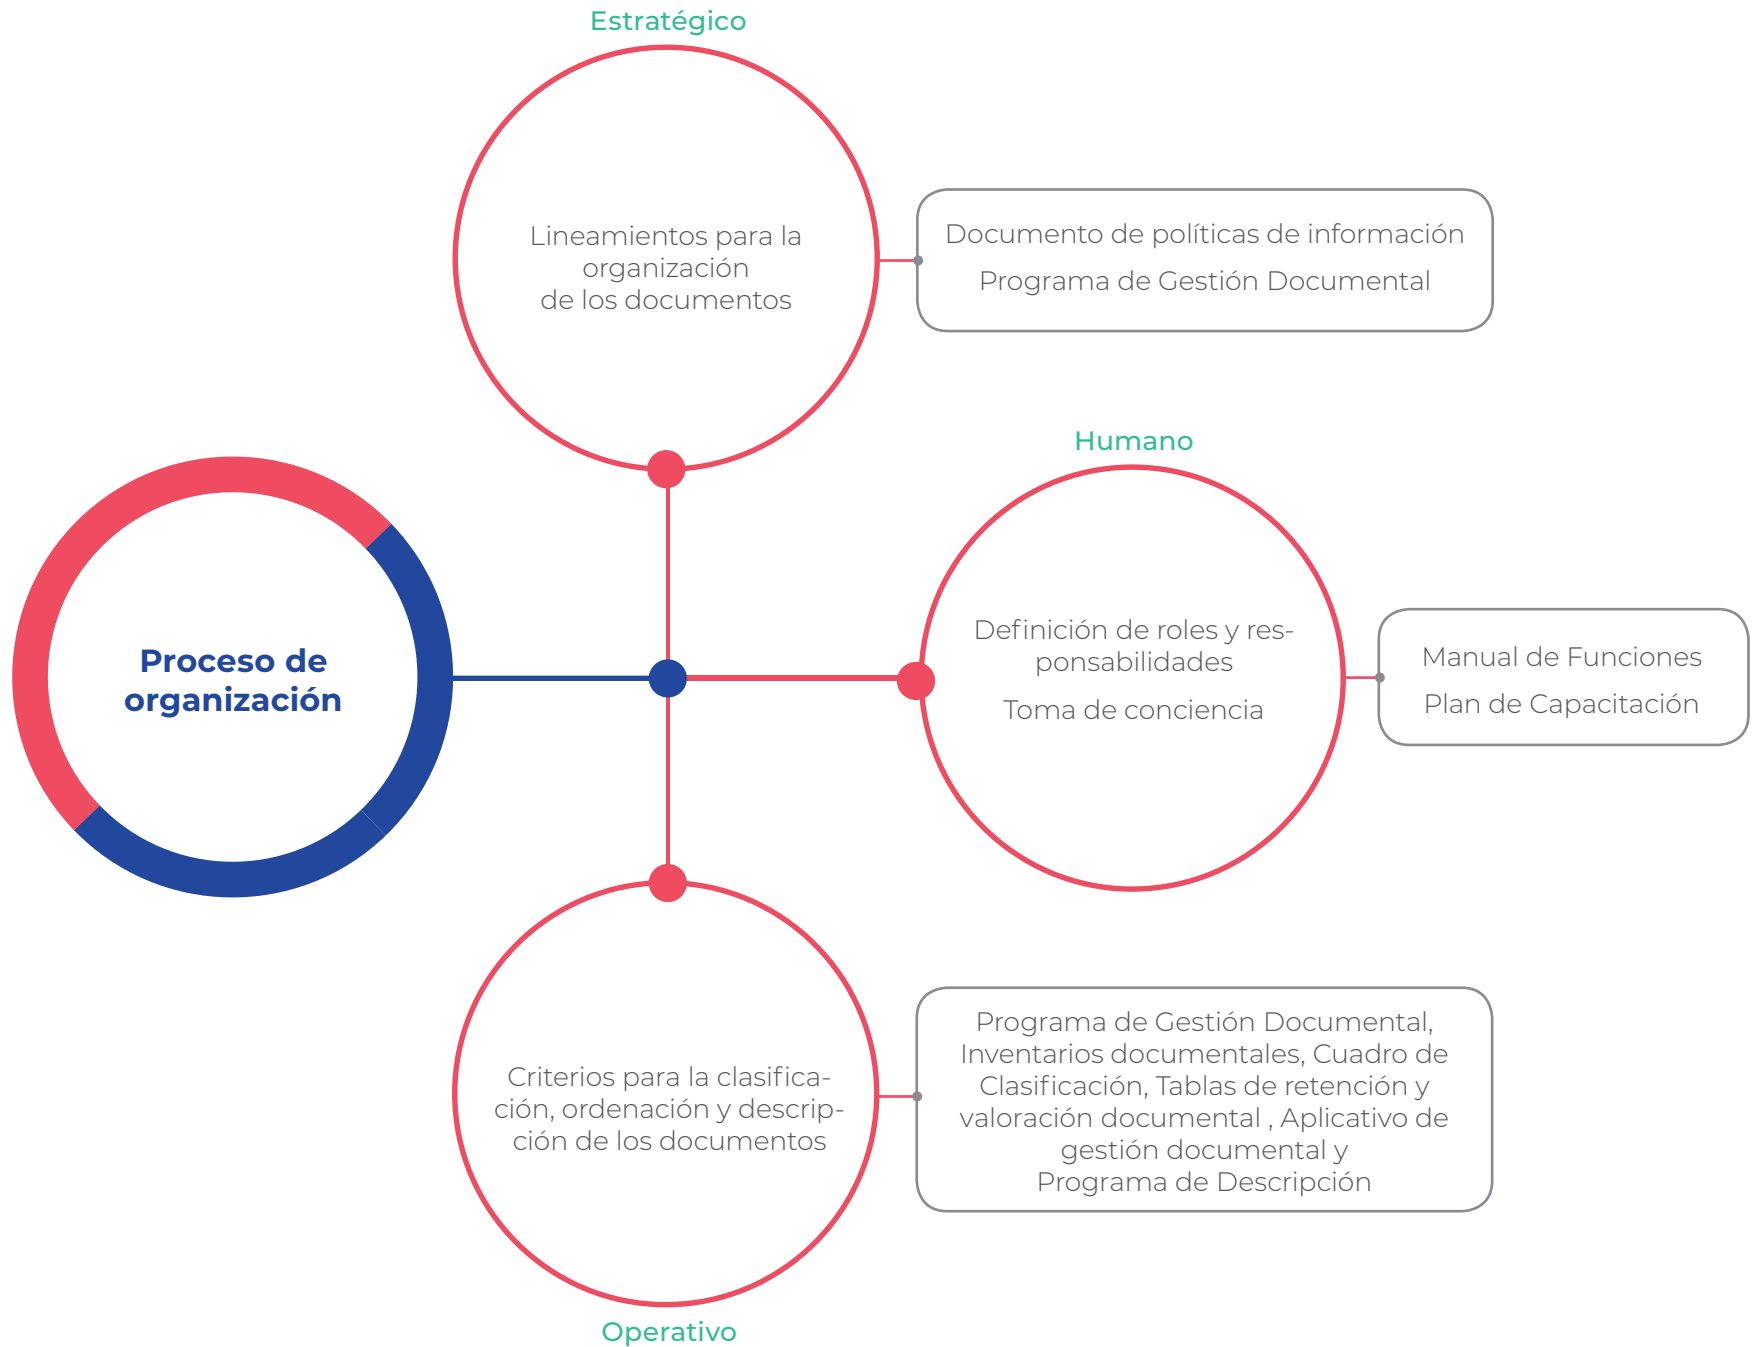 Estratégico
Lineamientos para la
organización
de los documentos
Documento de políticas de información
Programa de Gestión Documental
Proceso de
organización
Humano
Definición de roles y res-
ponsabilidades
Toma de conciencia
Manual de Funciones
Plan de Capacitación
Criterios para la clasifica-
ción, ordenación y descrip-
ción de los documentos
Programa de Gestión Documental,
Inventarios documentales, Cuadro de
Clasificación, Tablas de retención y
valoración documental , Aplicativo de
gestión documental y
Programa de Descripción
Operativo